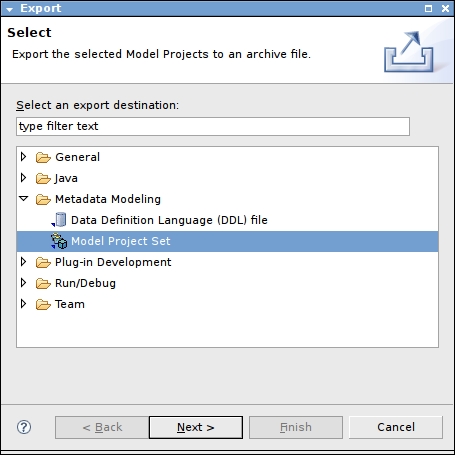 Export
Select
Export the selected Model Projects to an archive file.
Select an export destination:
type filter text
General
Java
Metadata Modeling
Data Definition Language (DDL) file
Model Project Set
Plug-in Development
Run/Debug
Team
? < Back Next > Finish Cancel